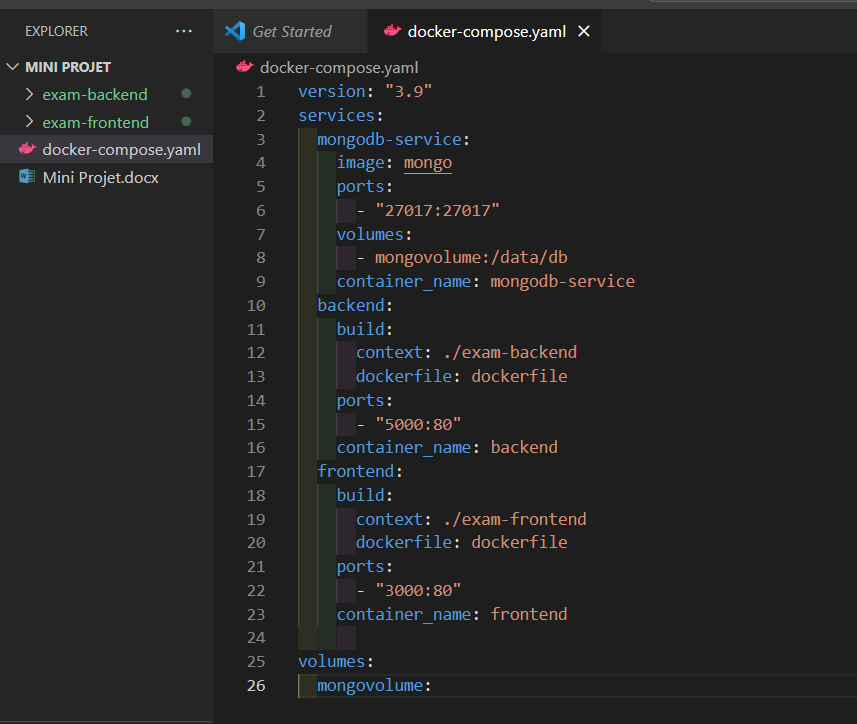 EXPLORER
...
Get Started
docker-compose.yaml
MINI PROJET
exam-backend
exam-frontend
docker-compose.yaml
Mini Projet.docx
docker-compose.yaml
1 version: "3.9"
2 services:
3   mongodb-service:
4     image: mongo
5     ports:
6       - "27017:27017"
7     volumes:
8       - mongovolume:/data/db
9     container_name: mongodb-service
10   backend:
11     build:
12       context: ./exam-backend
13       dockerfile: dockerfile
14     ports:
15       - "5000:80"
16     container_name: backend
17   frontend:
18     build:
19       context: ./exam-frontend
20       dockerfile: dockerfile
21     ports:
22       - "3000:80"
23     container_name: frontend
24
25 volumes:
26   mongovolume: